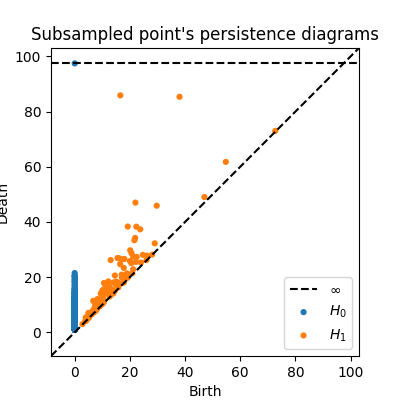 Subsampled point's persistence diagrams
100
80
60
40
20
0
Death
∞
H₀
H₁
0 20 40 60 80 100
Birth